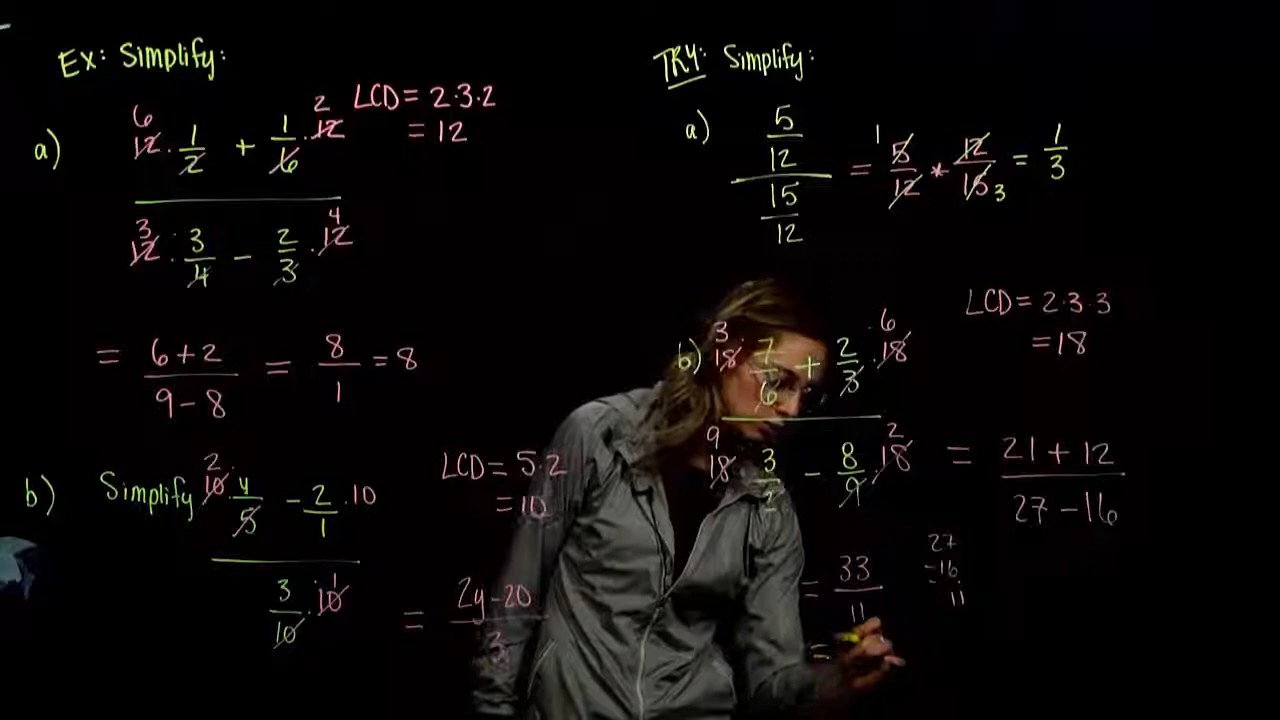 Ex: Simplify:
a)
6 2
12 · 1/2 + 1/6 · 12
LCD = 2·3·2
= 12
3 4
12 · 3/4 - 2/3 · 12
= 6+2/9-8 = 8/1 = 8
b) Simplify
2
10 · y/5 - 2/1 · 10
LCD = 5·2
= 10
1
3/10 · 10
= 2y-20/3
TRY: Simplify:
a)
5/12
15/12
1
= 5/12 * 12/15 = 1/3
3
LCD = 2·3·3
= 18
b)
3 6
18 · 7/6 + 2/3 · 18
9 2
18 3/2 - 8/9 · 18
= 21 + 12/27 - 16
= 33/11
27
-16
11
=